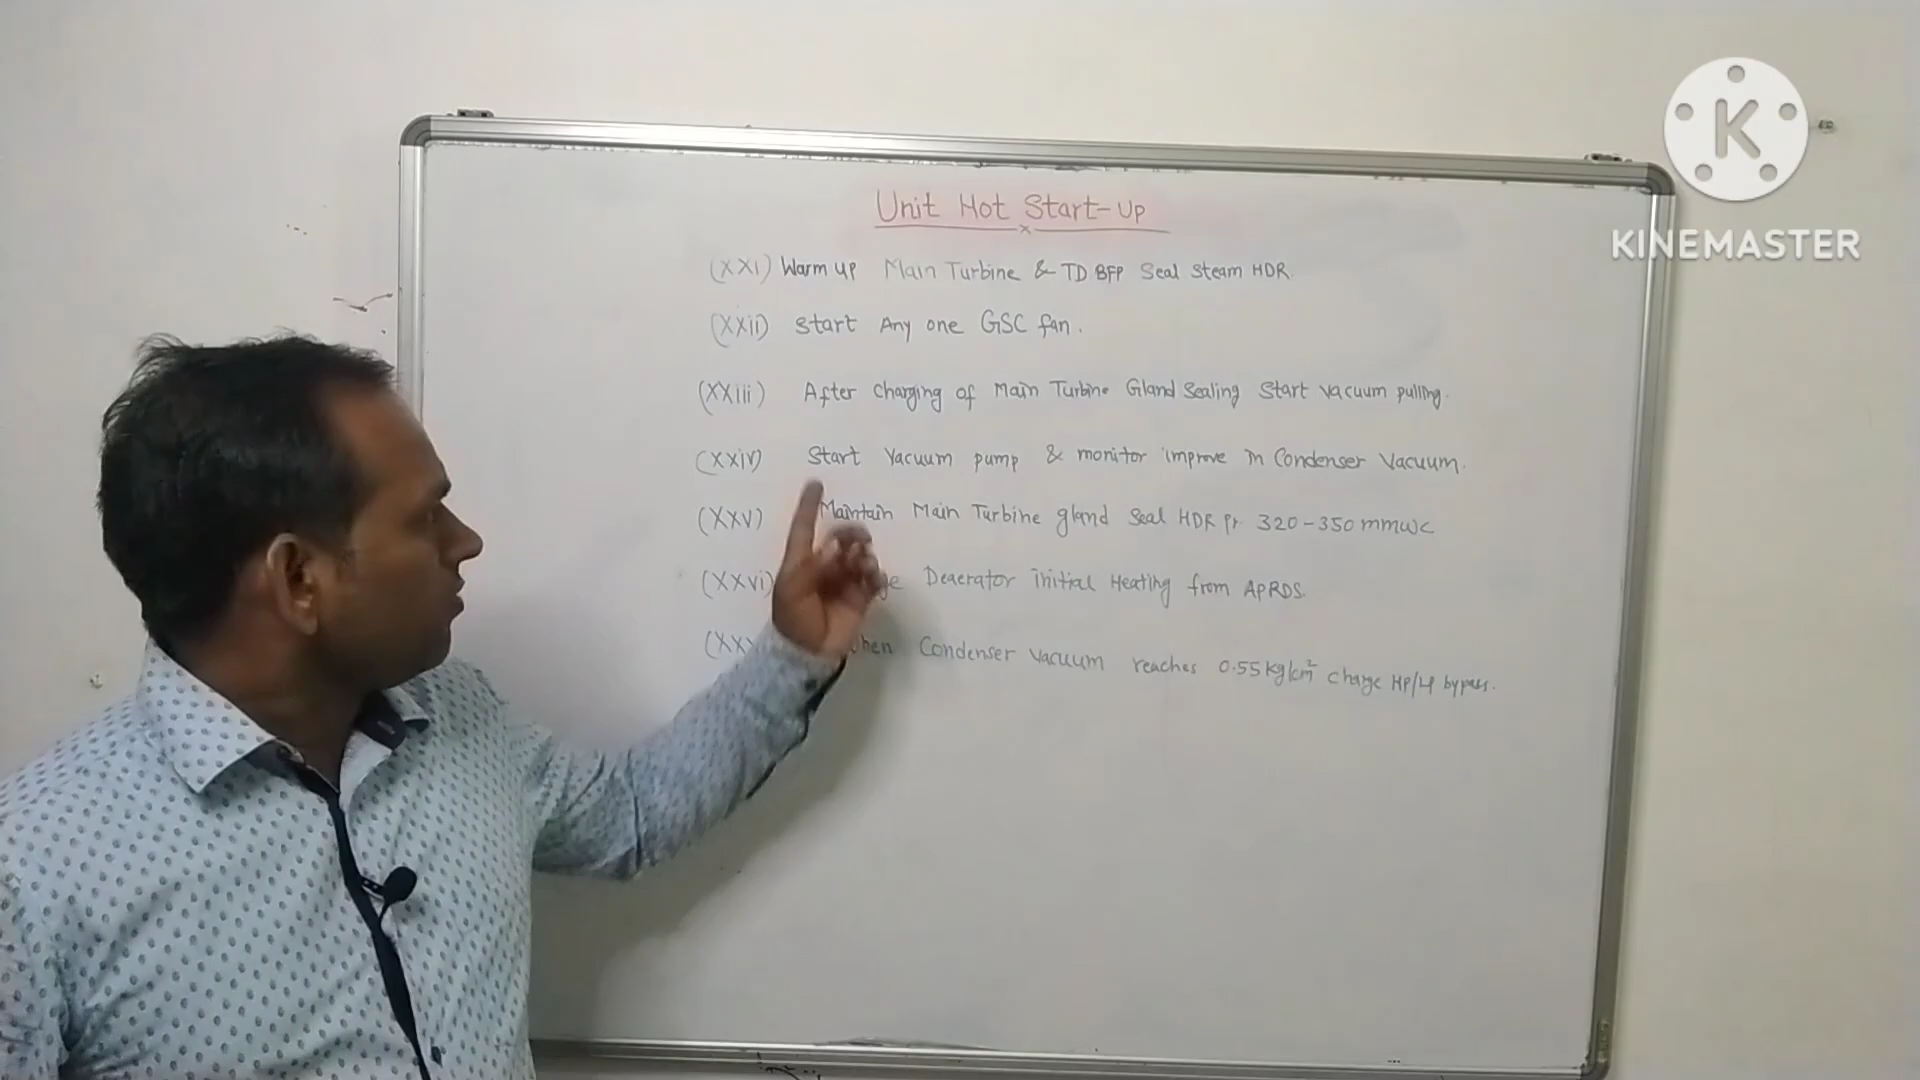 Unit Hot Start-Up
(XXI) Warm up Main Turbine & TD BFP Seal Steam HDR.
(XXii) Start Any one GSC fan.
(XXiii) After Charging of Main Turbine Gland Sealing Start Vacuum pulling.
(XXIV) Start Vacuum pump & monitor improve in Condenser Vacuum.
(XXV) Maintain Main Turbine gland Seal HDR Pr. 320-350 mmwc
(XXvi) Deaerator initial Heating from APRDS.
When Condenser Vacuum reaches 0.55 kg/cm² charge HP/LP bypass.
K
KINEMASTER